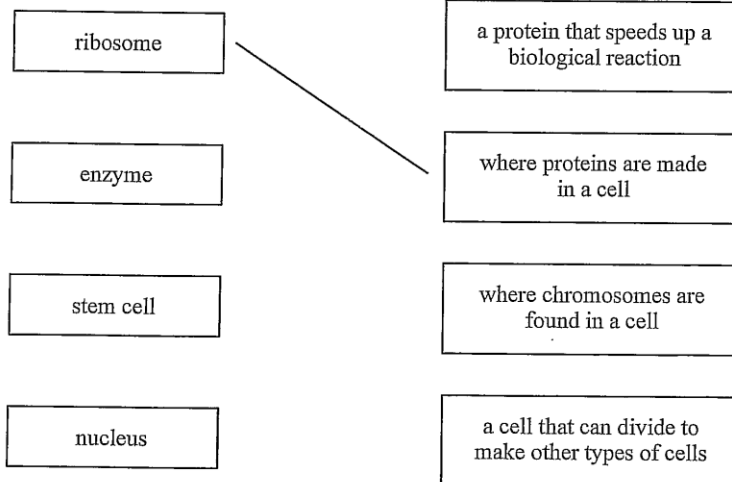 ribosome
a protein that speeds up a
biological reaction
enzyme
where proteins are made
in a cell
stem cell
where chromosomes are
found in a cell
nucleus
a cell that can divide to
make other types of cells